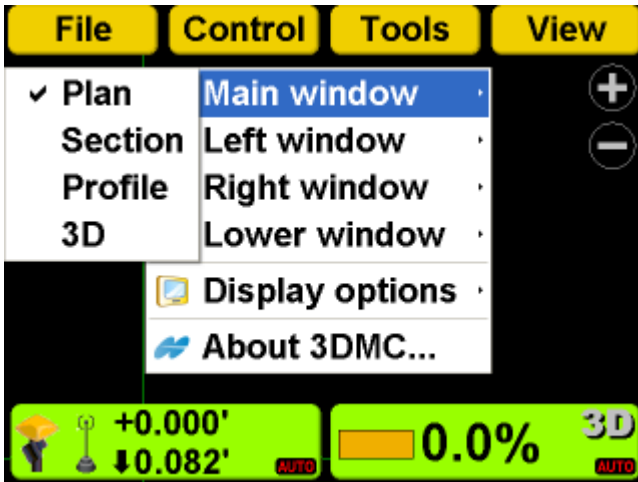 File Control Tools View
Plan
Section
Profile
3D
Main window
Left window
Right window
Lower window
Display options
About 3DMC...
+0.000'
0.082' AUTO
0.0% 3D
AUTO